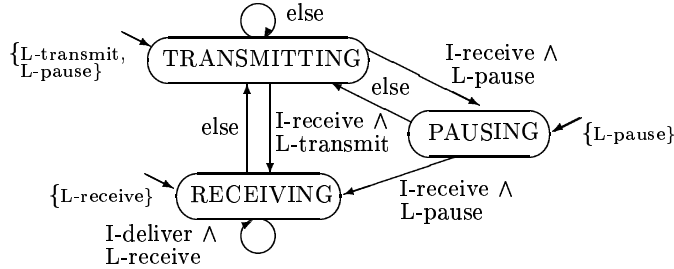 else
{L-transmit,
L-pause}
TRANSMITTING
I-receive ∧
L-pause
else
else
I-receive ∧
L-transmit
PAUSING
{L-pause}
{L-receive}
RECEIVING
I-receive ∧
L-pause
I-deliver ∧
L-receive